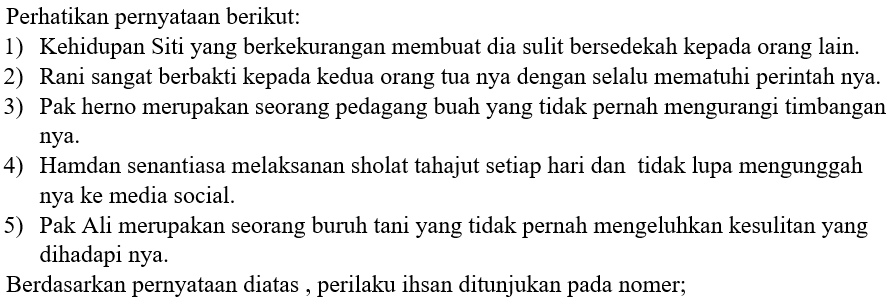 Perhatikan pernyataan berikut:
1) Kehidupan Siti yang berkekurangan membuat dia sulit bersedekah kepada orang lain.
2) Rani sangat berbakti kepada kedua orang tua nya dengan selalu mematuhi perintah nya.
3) Pak herno merupakan seorang pedagang buah yang tidak pernah mengurangi timbangan
nya.
4) Hamdan senantiasa melaksanan sholat tahajut setiap hari dan tidak lupa mengunggah
nya ke media social.
5) Pak Ali merupakan seorang buruh tani yang tidak pernah mengeluhkan kesulitan yang
dihadapi nya.
Berdasarkan pernyataan diatas , perilaku ihsan ditunjukan pada nomer;